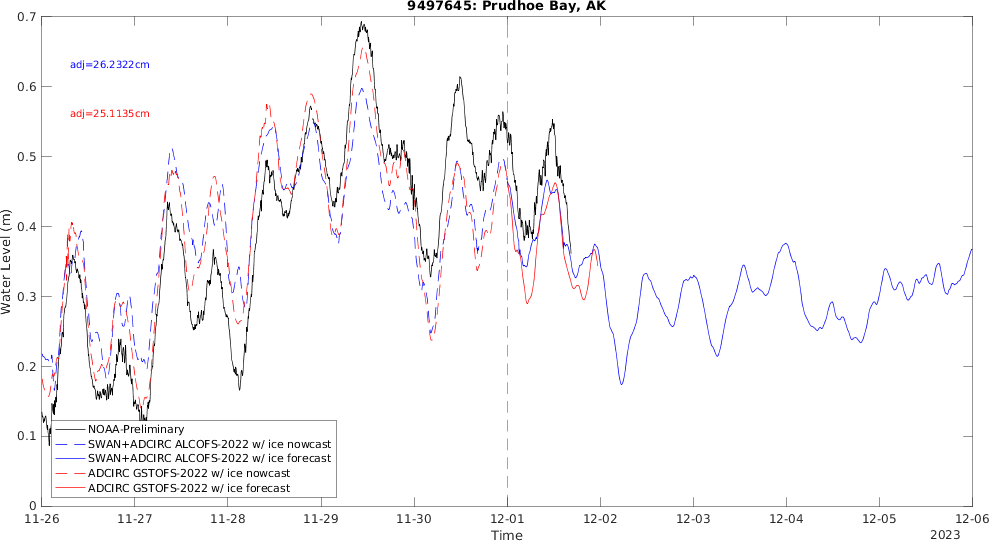 9497645: Prudhoe Bay, AK
0.7
0.6
0.5
0.4
0.3
0.2
0.1
0
Water Level (m)
adj=26.2322cm
adj=25.1135cm
NOAA-Preliminary
SWAN+ADCIRC ALCOFS-2022 w/ ice nowcast
SWAN+ADCIRC ALCOFS-2022 w/ ice forecast
ADCIRC GSTOFS-2022 w/ ice nowcast
ADCIRC GSTOFS-2022 w/ ice forecast
11-26 11-27 11-28 11-29 11-30 12-01 12-02 12-03 12-04 12-05 12-06
Time
2023